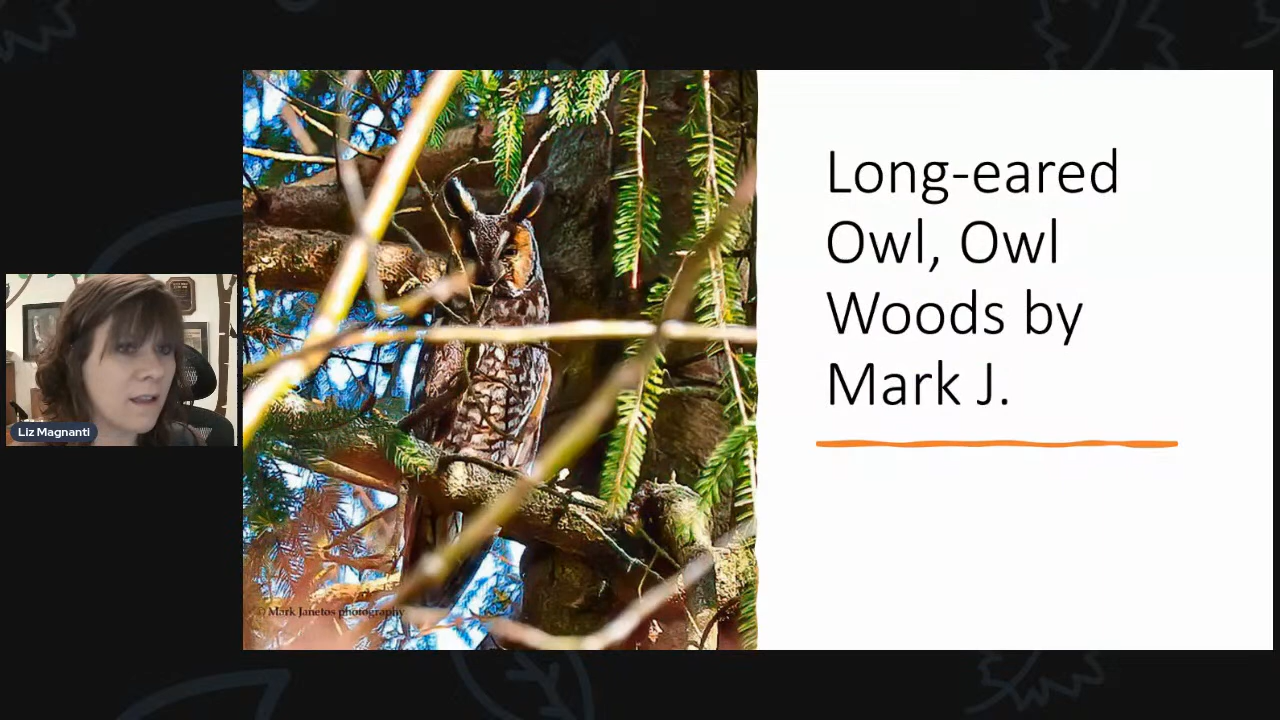 Long-eared
Owl, Owl
Woods by
Mark J.
Liz Magnanti
© Mark Janetos photography